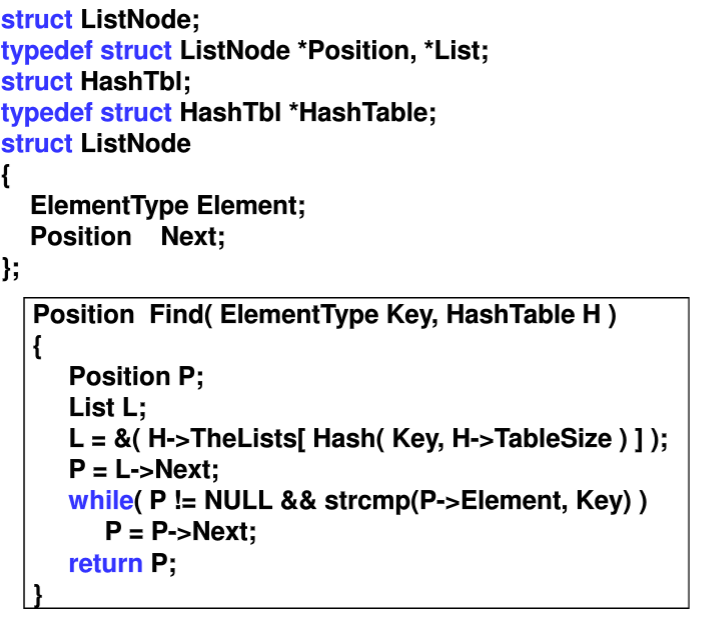 struct ListNode;
typedef struct ListNode *Position, *List;
struct HashTbl;
typedef struct HashTbl *HashTable;
struct ListNode
{
ElementType Element;
Position Next;
};
Position Find( ElementType Key, HashTable H )
{
Position P;
List L;
L = &( H->TheLists[ Hash( Key, H->TableSize ) ] );
P = L->Next;
while( P != NULL && strcmp(P->Element, Key) )
P = P->Next;
return P;
}